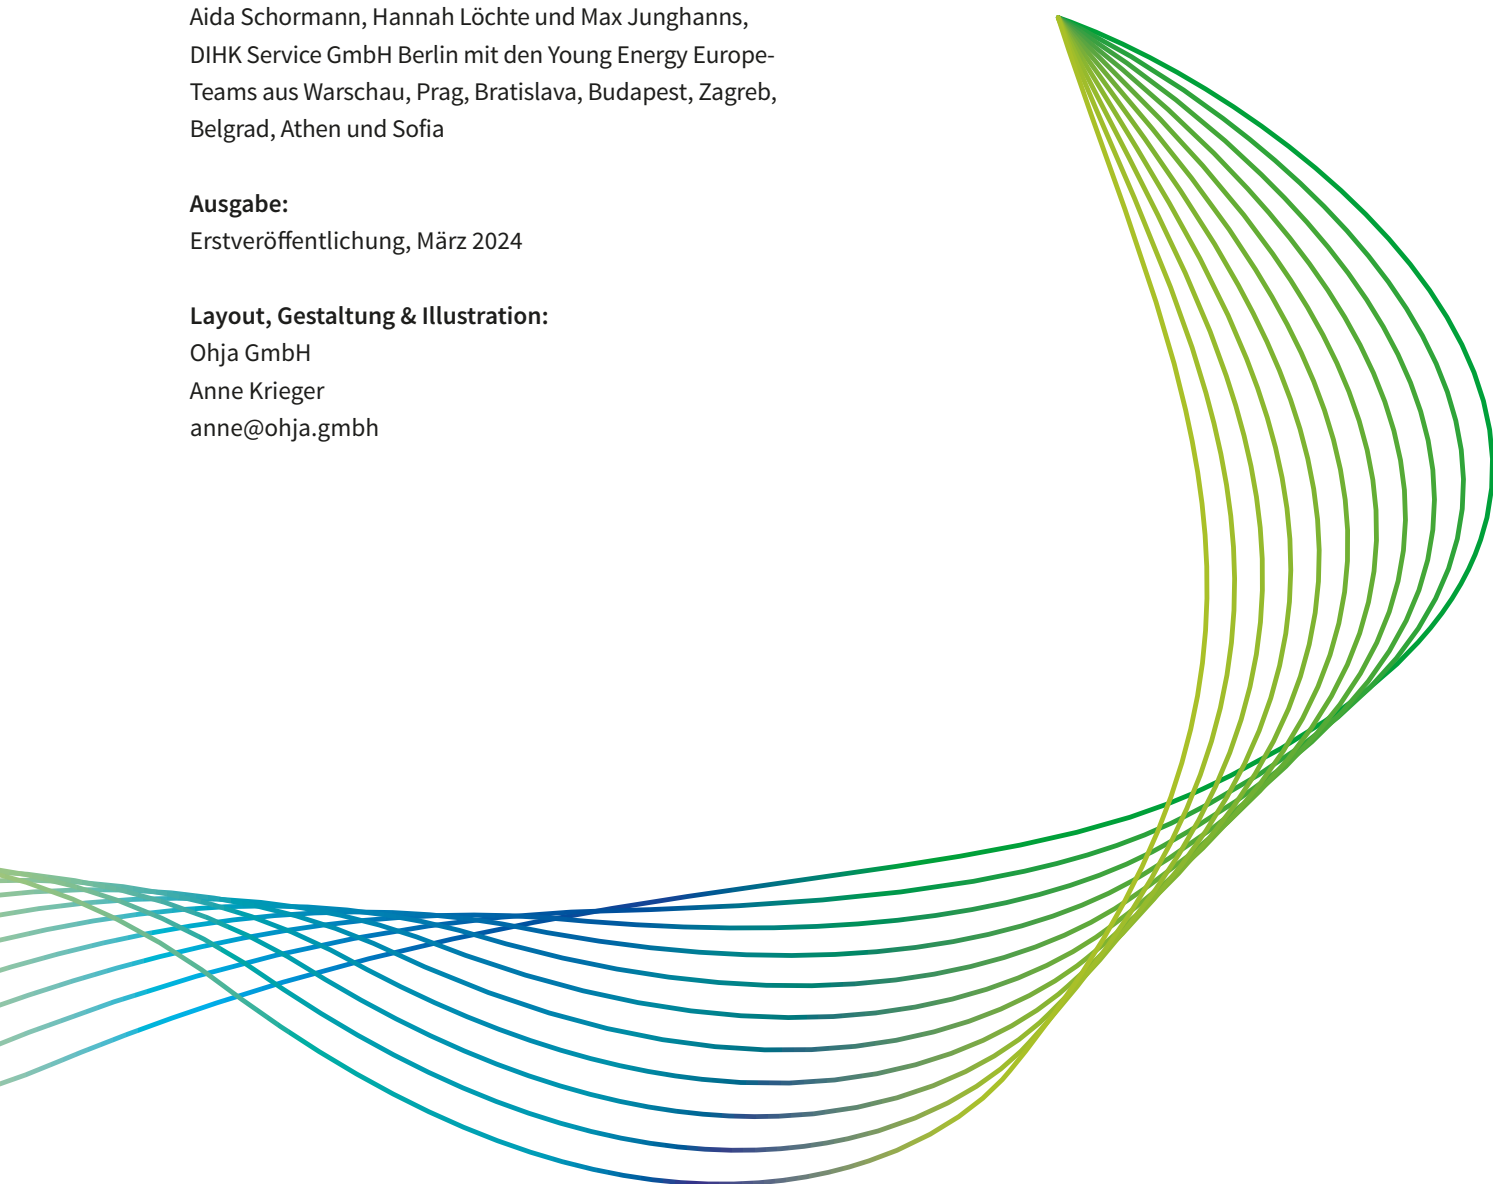 Aida Schormann, Hannah Löchte und Max Junghanns,
DIHK Service GmbH Berlin mit den Young Energy Europe-
Teams aus Warschau, Prag, Bratislava, Budapest, Zagreb,
Belgrad, Athen und Sofia
Ausgabe:
Erstveröffentlichung, März 2024
Layout, Gestaltung & Illustration:
Ohja GmbH
Anne Krieger
anne@ohja.gmbh